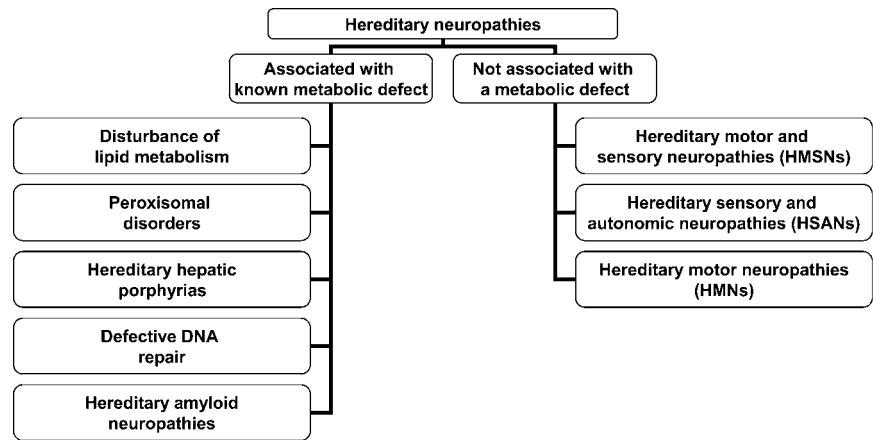 Hereditary neuropathies
Associated with
known metabolic defect
Not associated with
a metabolic defect
Disturbance of
lipid metabolism
Peroxisomal
disorders
Hereditary hepatic
porphyrias
Defective DNA
repair
Hereditary amyloid
neuropathies
Hereditary motor and
sensory neuropathies (HMSNs)
Hereditary sensory and
autonomic neuropathies (HSANs)
Hereditary motor neuropathies
(HMNs)